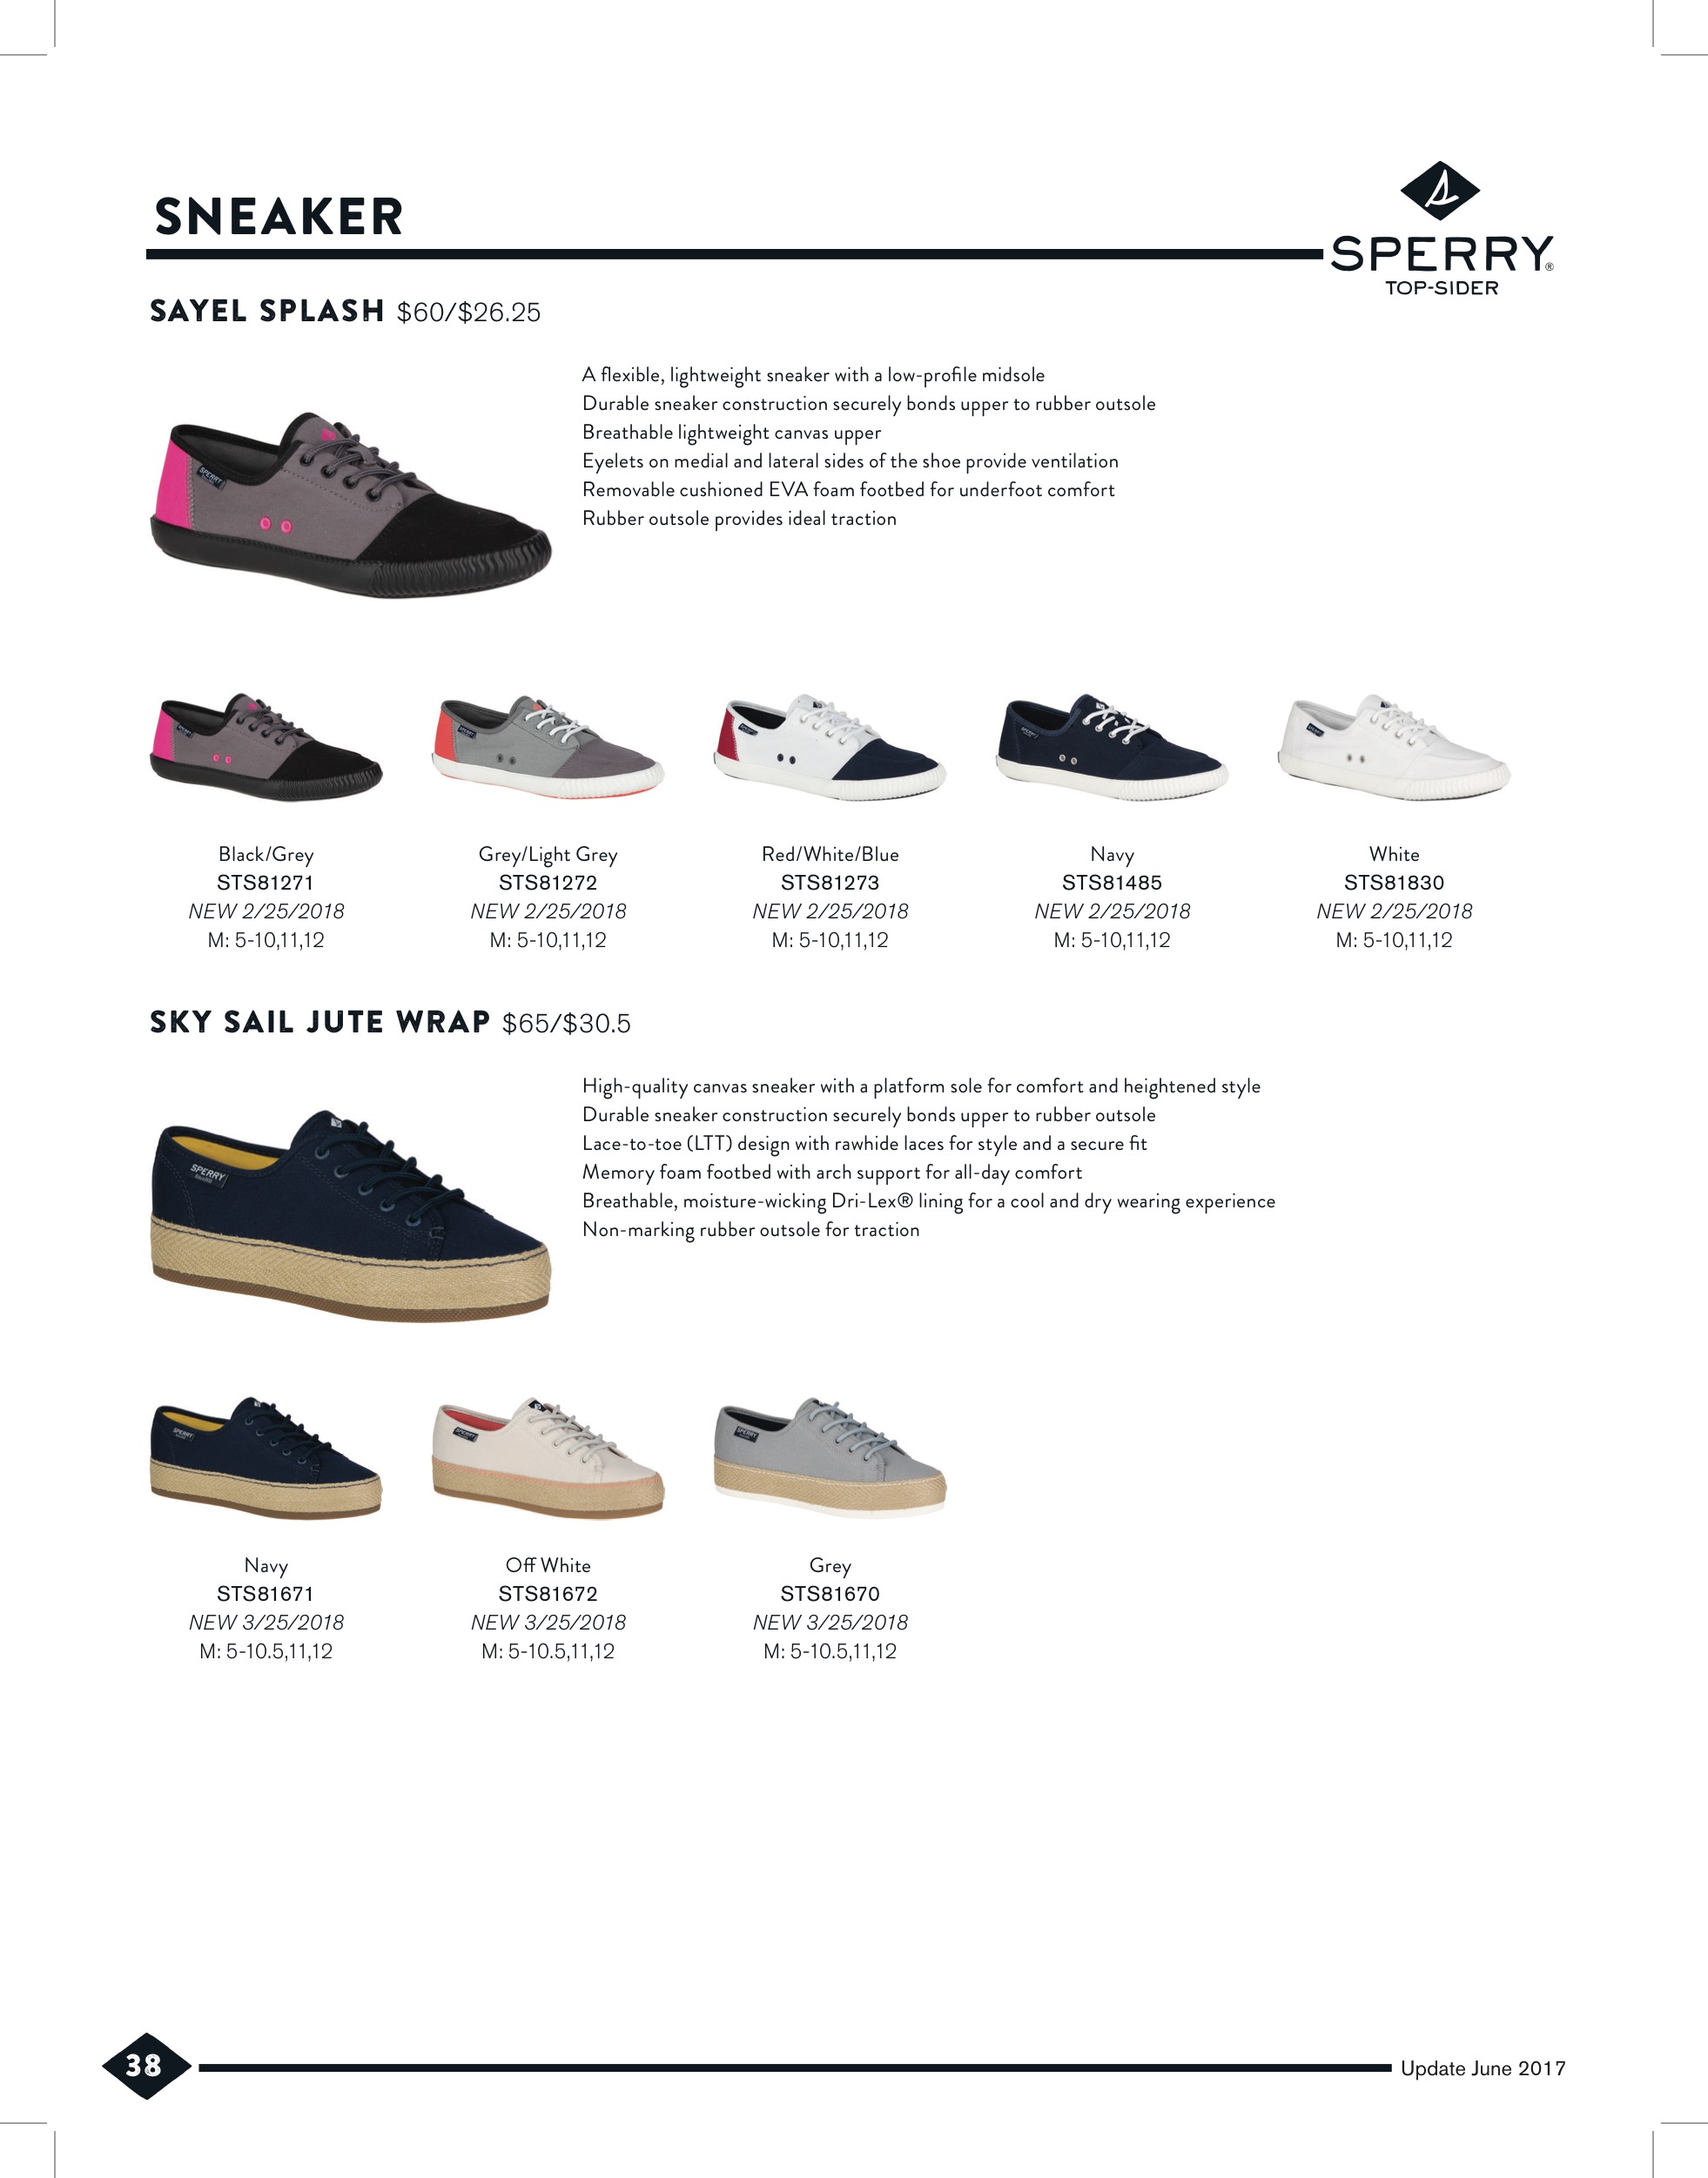 SNEAKER
SPERRY®
TOP-SIDER
SAYEL SPLASH $60/$26.25
A flexible, lightweight sneaker with a low-profile midsole
Durable sneaker construction securely bonds upper to rubber outsole
Breathable lightweight canvas upper
Eyelets on medial and lateral sides of the shoe provide ventilation
Removable cushioned EVA foam footbed for underfoot comfort
Rubber outsole provides ideal traction
SPERRY
Black/Grey
STS81271
NEW 2/25/2018
M: 5-10,11,12
Grey/Light Grey
STS81272
NEW 2/25/2018
M: 5-10,11,12
Red/White/Blue
STS81273
NEW 2/25/2018
M: 5-10,11,12
Navy
STS81485
NEW 2/25/2018
M: 5-10,11,12
White
STS81830
NEW 2/25/2018
M: 5-10,11,12
SKY SAIL JUTE WRAP $65/$30.5
High-quality canvas sneaker with a platform sole for comfort and heightened style
Durable sneaker construction securely bonds upper to rubber outsole
Lace-to-toe (LTT) design with rawhide laces for style and a secure fit
Memory foam footbed with arch support for all-day comfort
Breathable, moisture-wicking Dri-Lex® lining for a cool and dry wearing experience
Non-marking rubber outsole for traction
SPERRY
SPERRY
SPERRY
SPERRY
Navy
STS81671
NEW 3/25/2018
M: 5-10.5,11,12
Off White
STS81672
NEW 3/25/2018
M: 5-10.5,11,12
Grey
STS81670
NEW 3/25/2018
M: 5-10.5,11,12
38
Update June 2017